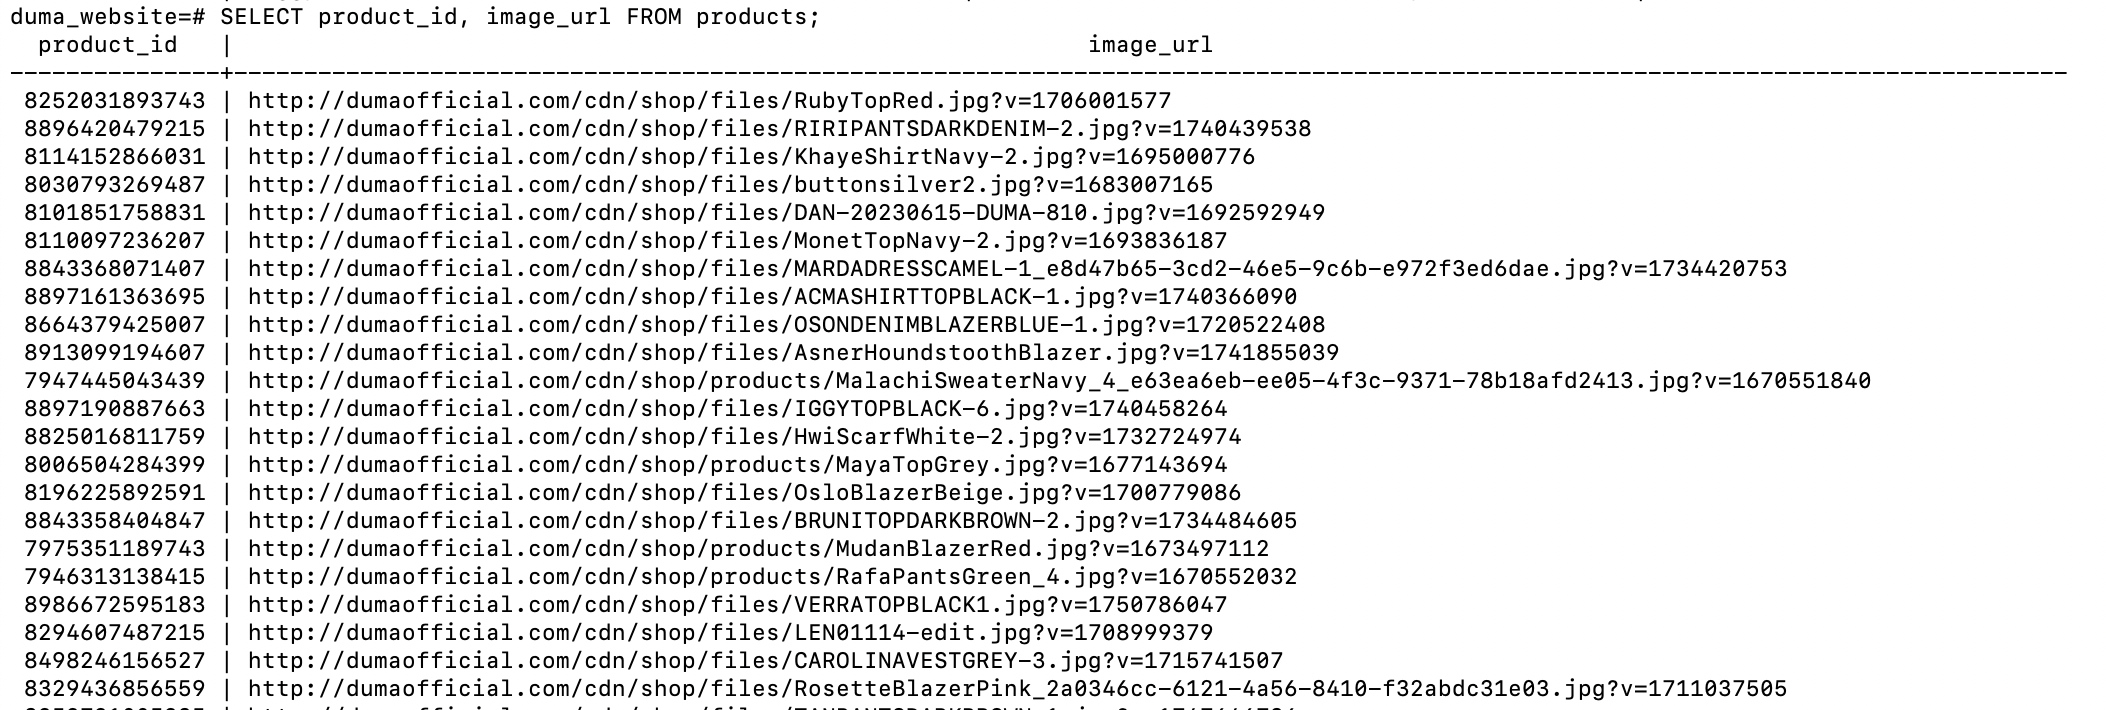 duma_website=# SELECT product_id, image_url FROM products;
product_id | image_url
---------------+-----------------------------------------------------------------------------------------------------------------------------------
8252031893743 | http://dumaofficial.com/cdn/shop/files/RubyTopRed.jpg?v=1706001577
8896420479215 | http://dumaofficial.com/cdn/shop/files/RIRIPANTSDARKDENIM-2.jpg?v=1740439538
8114152866031 | http://dumaofficial.com/cdn/shop/files/KhayeShirtNavy-2.jpg?v=1695000776
8030793269487 | http://dumaofficial.com/cdn/shop/files/buttonsilver2.jpg?v=1683007165
8101851758831 | http://dumaofficial.com/cdn/shop/files/DAN-20230615-DUMA-810.jpg?v=1692592949
8110097236207 | http://dumaofficial.com/cdn/shop/files/MonetTopNavy-2.jpg?v=1693836187
8843368071407 | http://dumaofficial.com/cdn/shop/files/MARDADRESSCAMEL-1_e8d47b65-3cd2-46e5-9c6b-e972f3ed6dae.jpg?v=1734420753
8897161363695 | http://dumaofficial.com/cdn/shop/files/ACMASHIRTTOPBLACK-1.jpg?v=1740366090
8664379425007 | http://dumaofficial.com/cdn/shop/files/OSONDENIMBLAZERBLUE-1.jpg?v=1720522408
8913099194607 | http://dumaofficial.com/cdn/shop/files/AsnerHoundstoothBlazer.jpg?v=1741855039
7947445043439 | http://dumaofficial.com/cdn/shop/products/MalachiSweaterNavy_4_e63ea6eb-ee05-4f3c-9371-78b18afd2413.jpg?v=1670551840
8897190887663 | http://dumaofficial.com/cdn/shop/files/IGGYTOPBLACK-6.jpg?v=1740458264
8825016811759 | http://dumaofficial.com/cdn/shop/files/HwiScarfWhite-2.jpg?v=1732724974
8006504284399 | http://dumaofficial.com/cdn/shop/products/MayaTopGrey.jpg?v=1677143694
8196225892591 | http://dumaofficial.com/cdn/shop/files/OsloBlazerBeige.jpg?v=1700779086
8843358404847 | http://dumaofficial.com/cdn/shop/files/BRUNITOPDARKBROWN-2.jpg?v=1734484605
7975351189743 | http://dumaofficial.com/cdn/shop/products/MudanBlazerRed.jpg?v=1673497112
7946313138415 | http://dumaofficial.com/cdn/shop/products/RafaPantsGreen_4.jpg?v=1670552032
8986672595183 | http://dumaofficial.com/cdn/shop/files/VERRATOPBLACK1.jpg?v=1750786047
8294607487215 | http://dumaofficial.com/cdn/shop/files/LEN01114-edit.jpg?v=1708999379
8498246156527 | http://dumaofficial.com/cdn/shop/files/CAROLINAVESTGREY-3.jpg?v=1715741507
8329436856559 | http://dumaofficial.com/cdn/shop/files/RosetteBlazerPink_2a0346cc-6121-4a56-8410-f32abdc31e03.jpg?v=1711037505